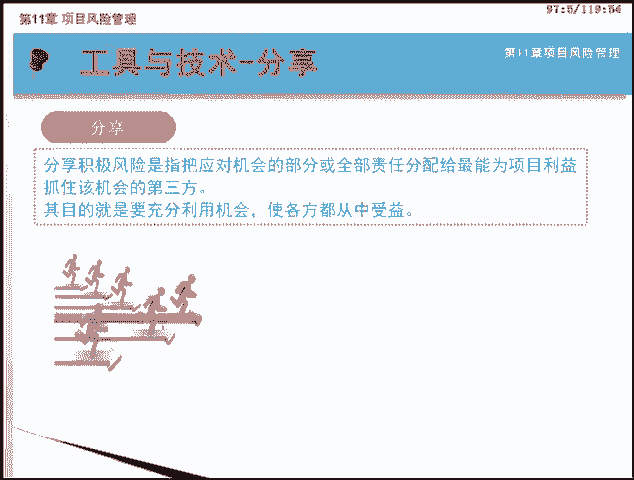 第11章 项目风险管理
97:5/119:54
工具与技术-分享
第11章项目风险管理
分享
分享积极风险是指把应对机会的部分或全部责任分配给最能为项目利益
抓住该机会的第三方。
其目的就是要充分利用机会，使各方都从中受益。